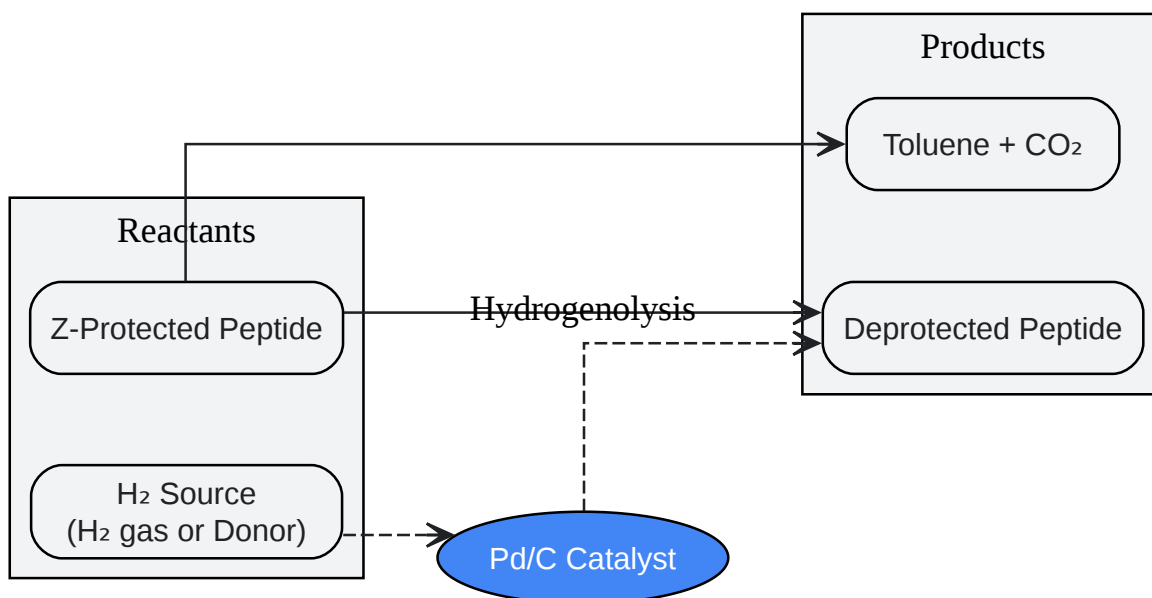 Products
Toluene + CO₂
Reactants
Z-Protected Peptide
Hydrogenolysis
Deprotected Peptide
H₂ Source
(H₂ gas or Donor)
Pd/C Catalyst